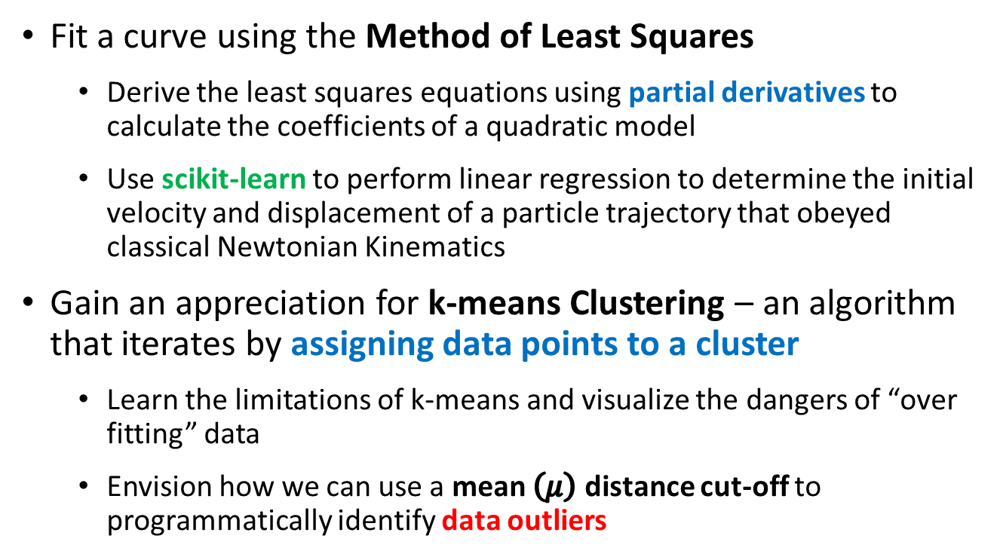 • Fit a curve using the Method of Least Squares
• Derive the least squares equations using partial derivatives to
calculate the coefficients of a quadratic model
• Use scikit-learn to perform linear regression to determine the initial
velocity and displacement of a particle trajectory that obeyed
classical Newtonian Kinematics
• Gain an appreciation for k-means Clustering – an algorithm
that iterates by assigning data points to a cluster
• Learn the limitations of k-means and visualize the dangers of “over
fitting” data
• Envision how we can use a mean (μ) distance cut-off to
programmatically identify data outliers